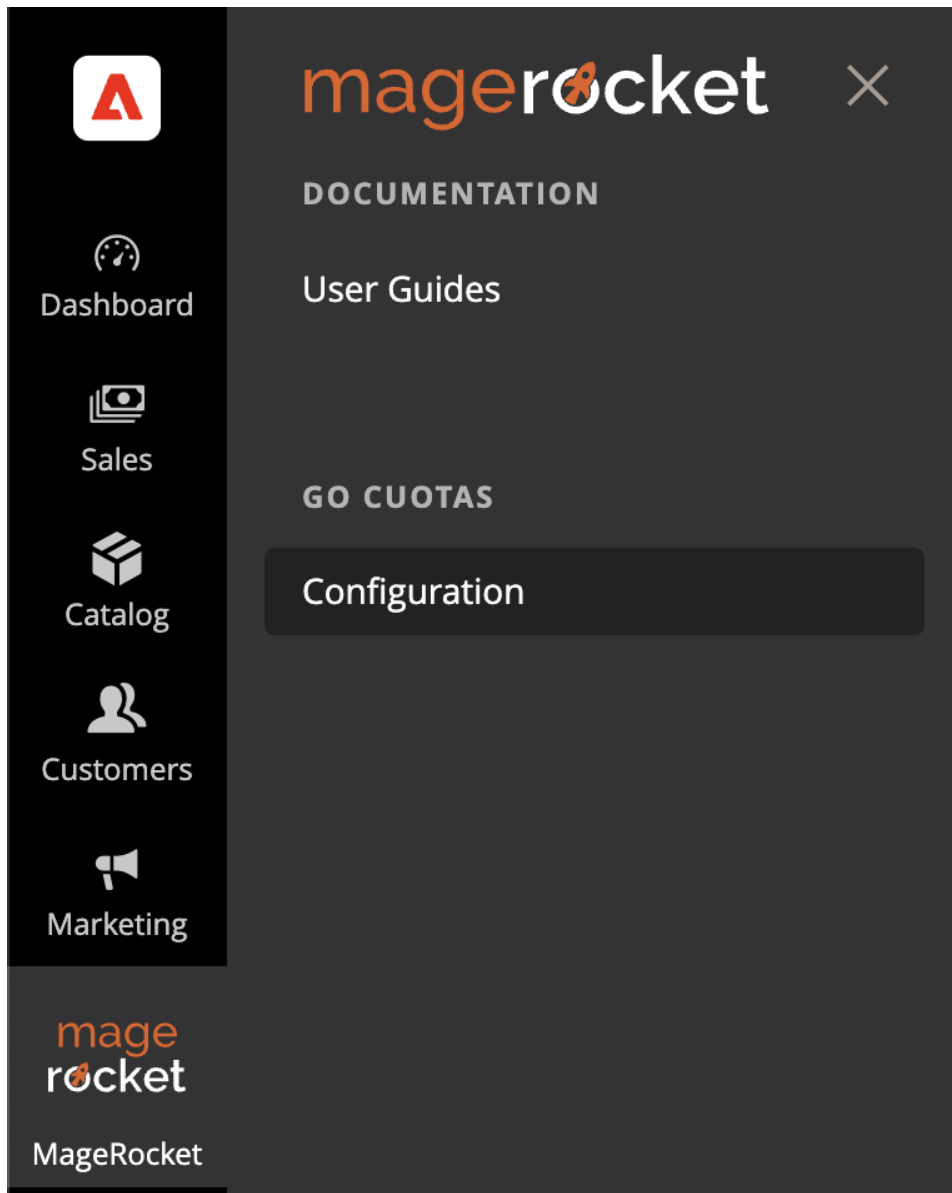 Dashboard
Sales
Catalog
Customers
Marketing
mage
rocket
MageRocket
magerocket
DOCUMENTATION
User Guides
GO CUOTAS
Configuration